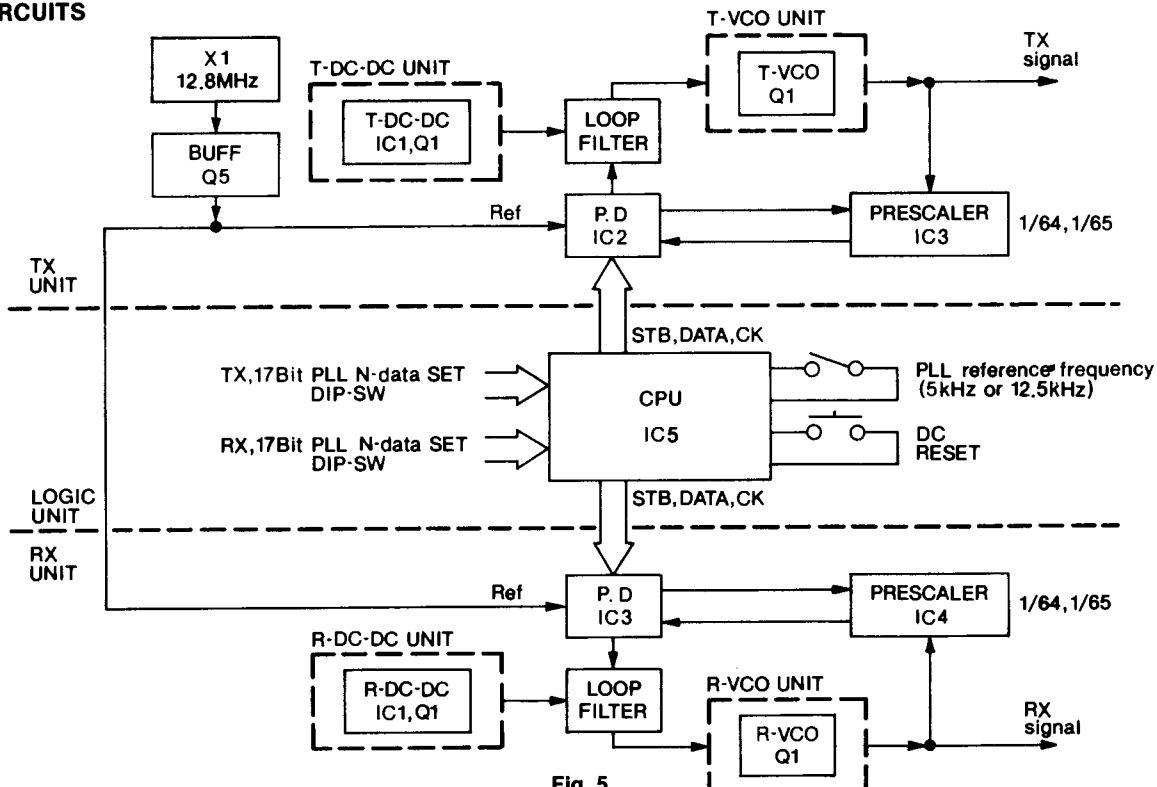 RCUITS
X1
12.8MHz
BUFF
Q5
T-DC-DC UNIT
T-DC-DC
IC1,Q1
LOOP
FILTER
T-VCO UNIT
T-VCO
Q1
TX
signal
Ref
P.D
IC2
PRESCALER
IC3
1/64,1/65
TX
UNIT
STB,DATA,CK
TX,17Bit PLL N-data SET
DIP-SW
RX,17Bit PLL N-data SET
DIP-SW
CPU
IC5
PLL reference frequency
(5kHz or 12.5kHz)
DC
RESET
LOGIC
UNIT
STB,DATA,CK
RX
UNIT
Ref
P.D
IC3
PRESCALER
IC4
1/64,1/65
R-DC-DC UNIT
R-DC-DC
IC1,Q1
LOOP
FILTER
R-VCO UNIT
R-VCO
Q1
RX
signal
Fig. 5